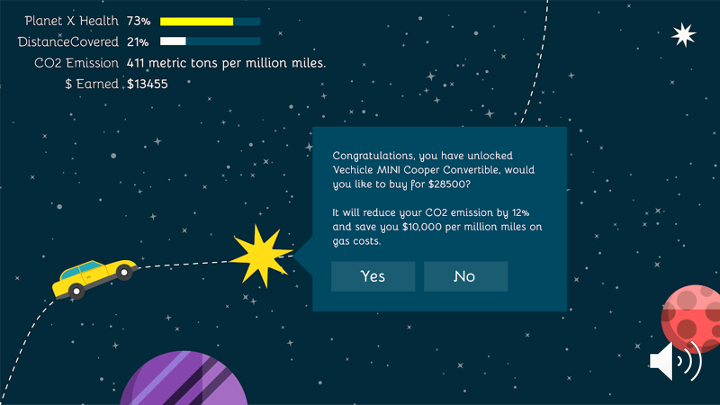 Planet X Health 73%
DistanceCovered 21%
CO2 Emission 411 metric tons per million miles.
$ Earned $13455
Congratulations, you have unlocked
Vechicle MINI Cooper Convertible, would
you like to buy for $28500?
It will reduce your CO2 emission by 12%
and save you $10,000 per million miles on
gas costs.
Yes No